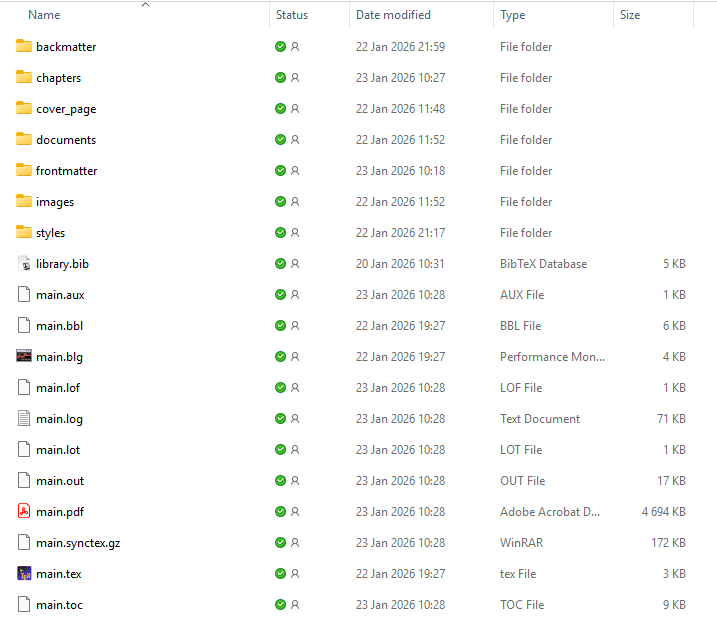 Name Status Date modified Type Size
backmatter 22 Jan 2026 21:59 File folder
chapters 23 Jan 2026 10:27 File folder
cover_page 22 Jan 2026 11:48 File folder
documents 22 Jan 2026 11:52 File folder
frontmatter 23 Jan 2026 10:18 File folder
images 22 Jan 2026 11:52 File folder
styles 22 Jan 2026 21:17 File folder
library.bib 20 Jan 2026 10:31 BibTeX Database 5 KB
main.aux 23 Jan 2026 10:28 AUX File 1 KB
main.bbl 22 Jan 2026 19:27 BBL File 6 KB
main.blg 22 Jan 2026 19:27 Performance Mon... 4 KB
main.lof 23 Jan 2026 10:28 LOF File 1 KB
main.log 23 Jan 2026 10:28 Text Document 71 KB
main.lot 23 Jan 2026 10:28 LOT File 1 KB
main.out 23 Jan 2026 10:28 OUT File 17 KB
main.pdf 23 Jan 2026 10:28 Adobe Acrobat D... 4 694 KB
main.synctex.gz 23 Jan 2026 10:28 WinRAR 172 KB
main.tex 22 Jan 2026 19:27 tex File 3 KB
main.toc 23 Jan 2026 10:28 TOC File 9 KB